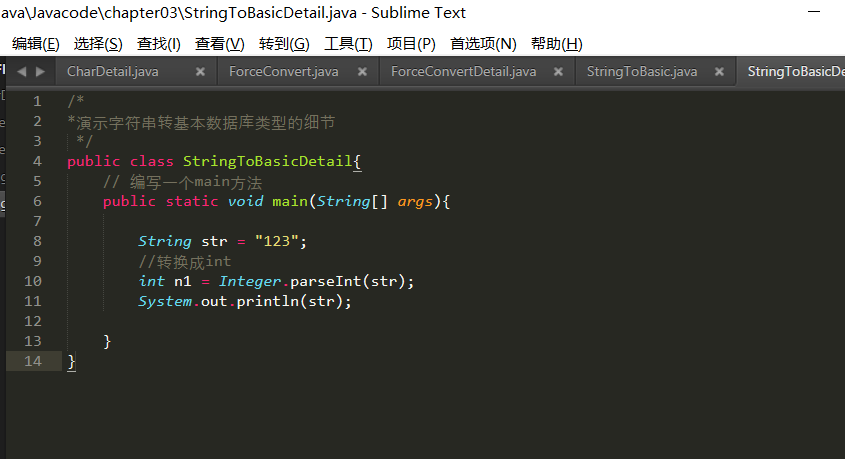 ava\Javacode\chapter03\StringToBasicDetail.java - Sublime Text
编辑(E) 选择(S) 查找(I) 查看(V) 转到(G) 工具(T) 项目(P) 首选项(N) 帮助(H)
CharDetail.java × ForceConvert.java × ForceConvertDetail.java × StringToBasic.java × StringToBasicDe
1 /*
2 *演示字符串转基本数据库类型的细节
3 */
4 public class StringToBasicDetail{
5 // 编写一个main方法
6 public static void main(String[] args){
7
8 String str = "123";
9 //转换成int
10 int n1 = Integer.parseInt(str);
11 System.out.println(str);
12
13 }
14 }